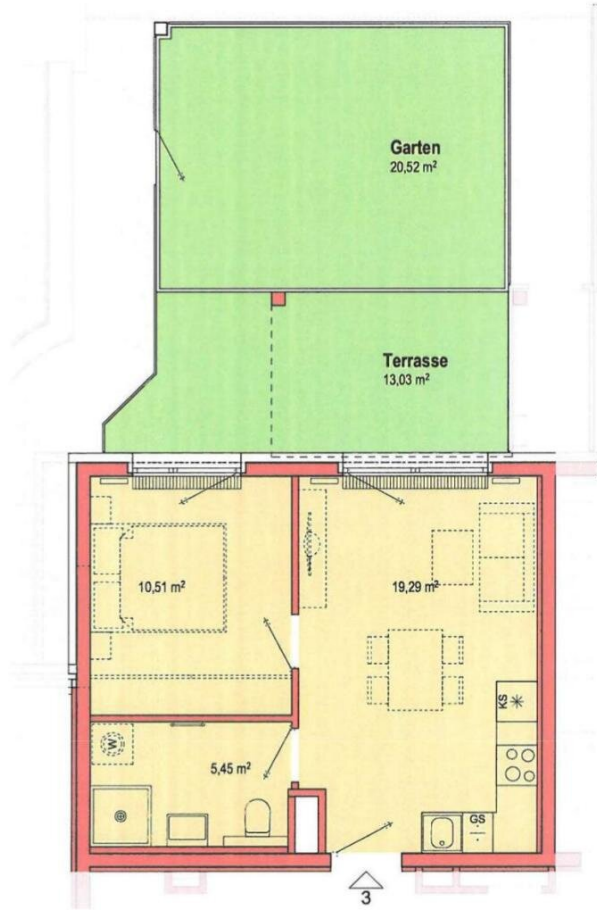 Garten
20,52 m²
Terrasse
13,03 m²
10,51 m²
19,29 m²
KS
W
5,45 m²
GS
3